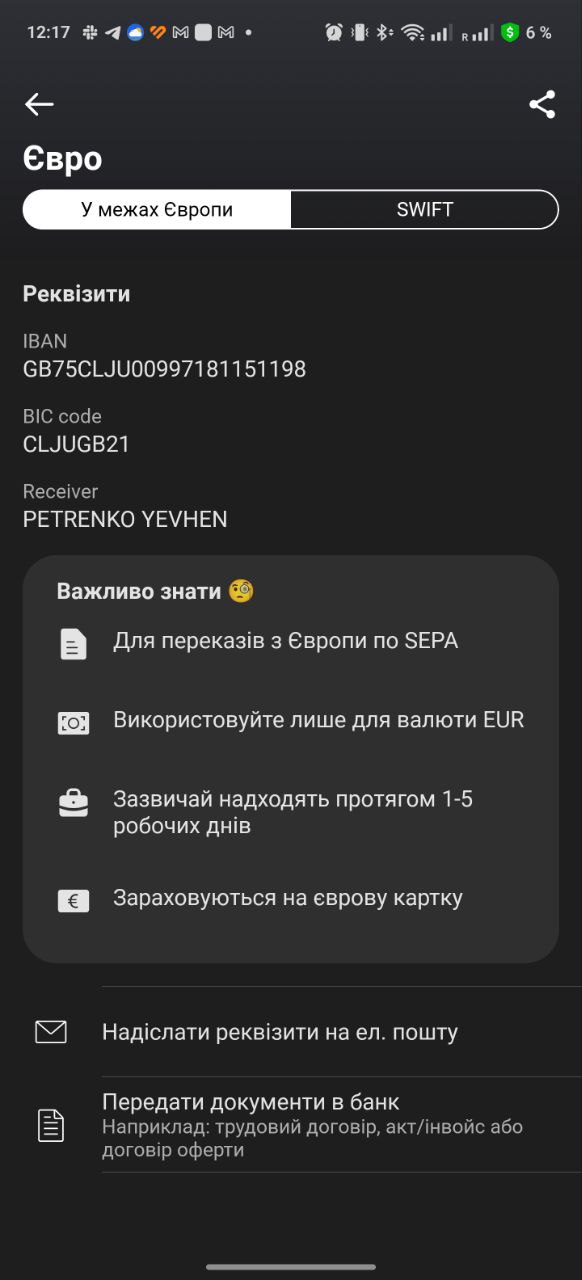 12:17
R
6 %
Євро
У межах Європи
SWIFT
Реквізити
IBAN
GB75CLJU00997181151198
BIC code
CLJUGB21
Receiver
PETRENKO YEVHEN
Важливо знати 🧐
Для переказів з Європи по SEPA
Використовуйте лише для валюти EUR
Зазвичай надходять протягом 1-5
робочих днів
Зараховуються на єврову картку
Надіслати реквізити на ел. пошту
Передати документи в банк
Наприклад: трудовий договір, акт/інвойс або
договір оферти